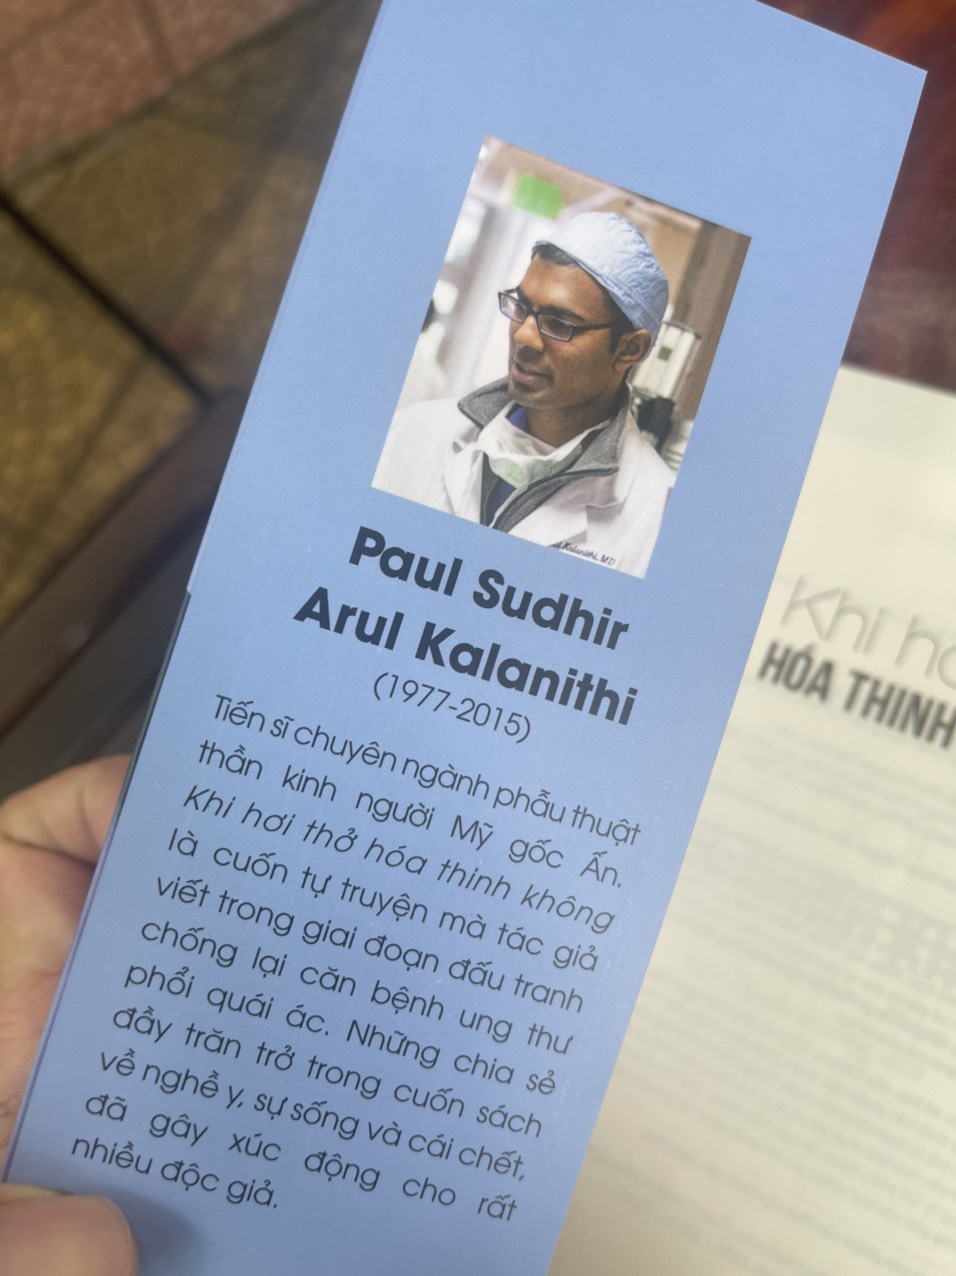 Kalanithi, MD
Paul Sudhir
Arul Kalanithi
(1977-2015)
Tiến sĩ chuyên ngành phẫu thuật
thần kinh người Mỹ gốc Ấn.
Khi hơi thở hóa thinh không
là cuốn tự truyện mà tác giả
viết trong giai đoạn đấu tranh
chống lại căn bệnh ung thư
phổi quái ác. Những chia sẻ
đầy trăn trở trong cuốn sách
về nghề y, sự sống và cái chết,
đã gây xúc động cho rất
nhiều độc giả.
Khi
HÓA THINH